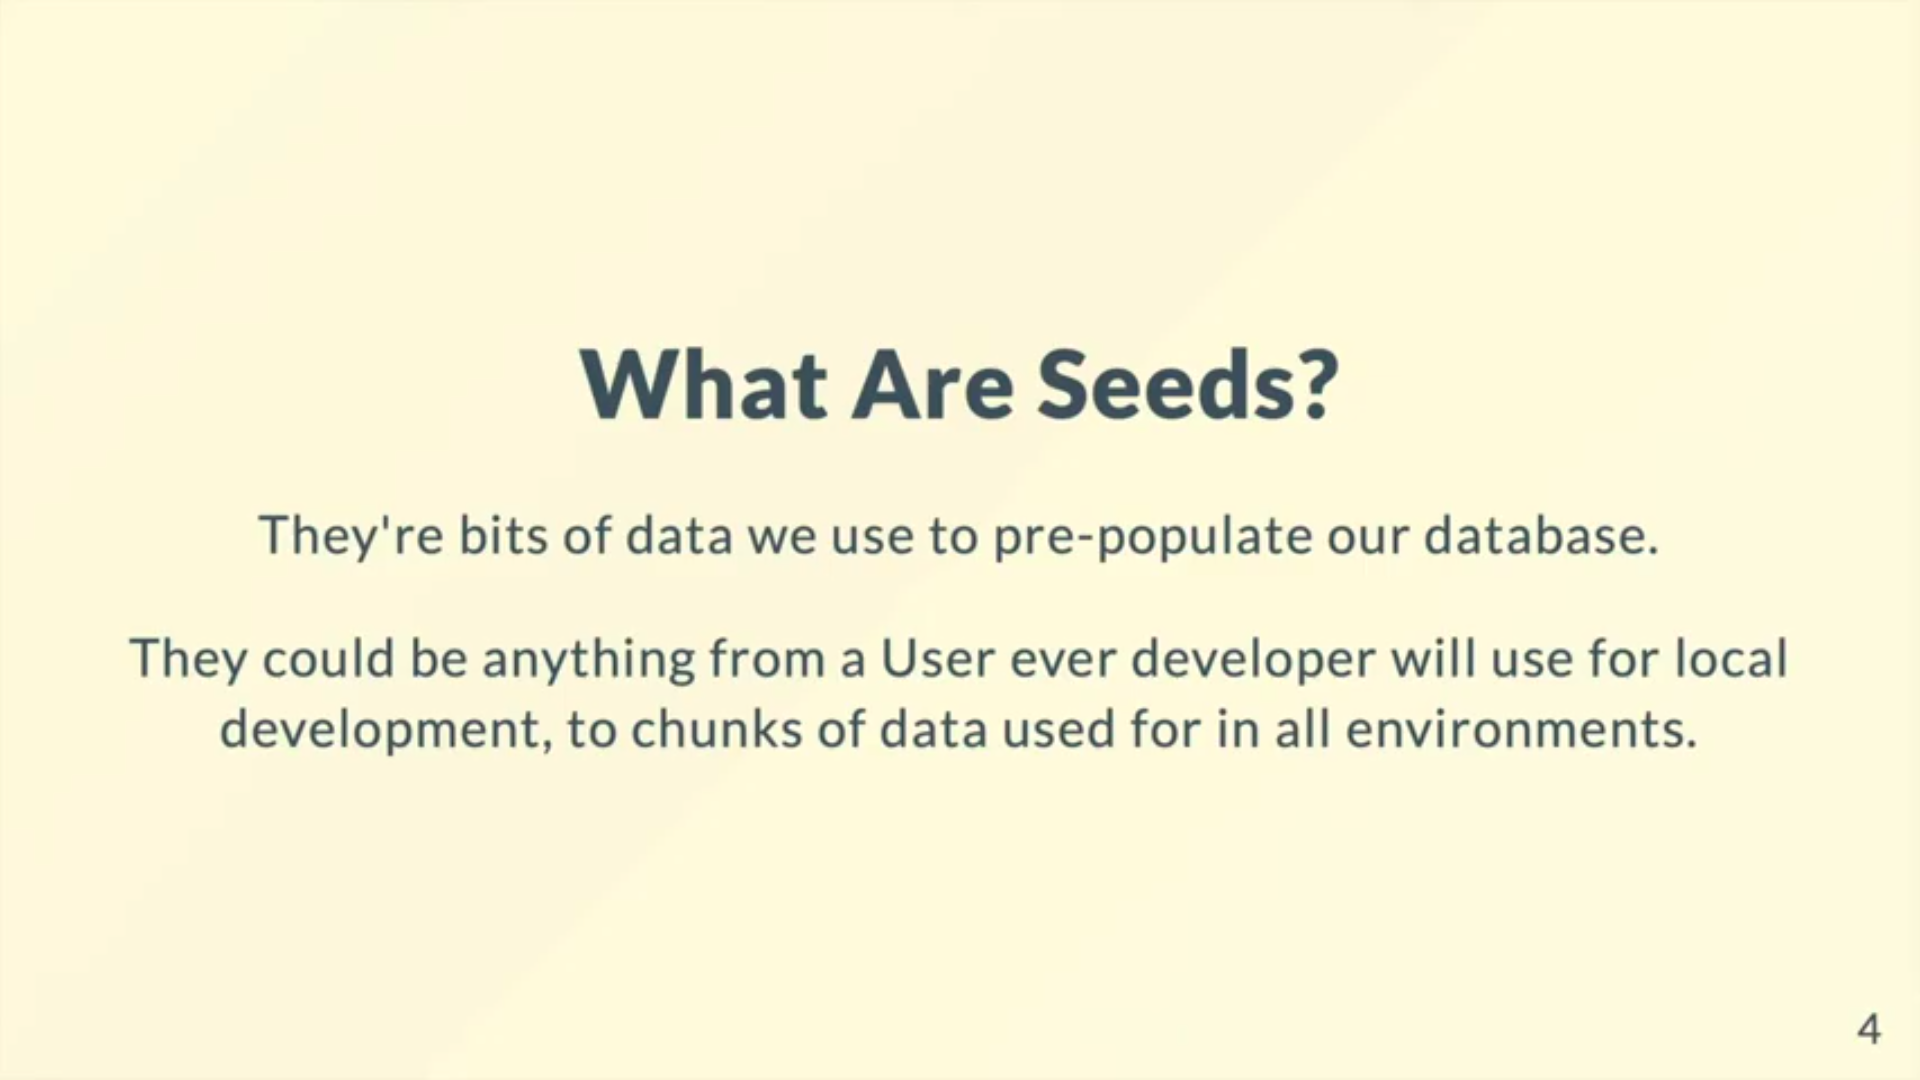 What Are Seeds?
They're bits of data we use to pre-populate our database.
They could be anything from a User ever developer will use for local
development, to chunks of data used for in all environments.
4